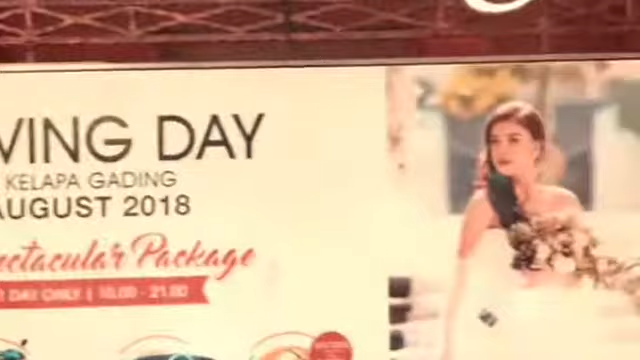 VING DAY
KELAPA GADING
AUGUST 2018
ectacular Package
DAY ONLY | 10.00 - 21.00